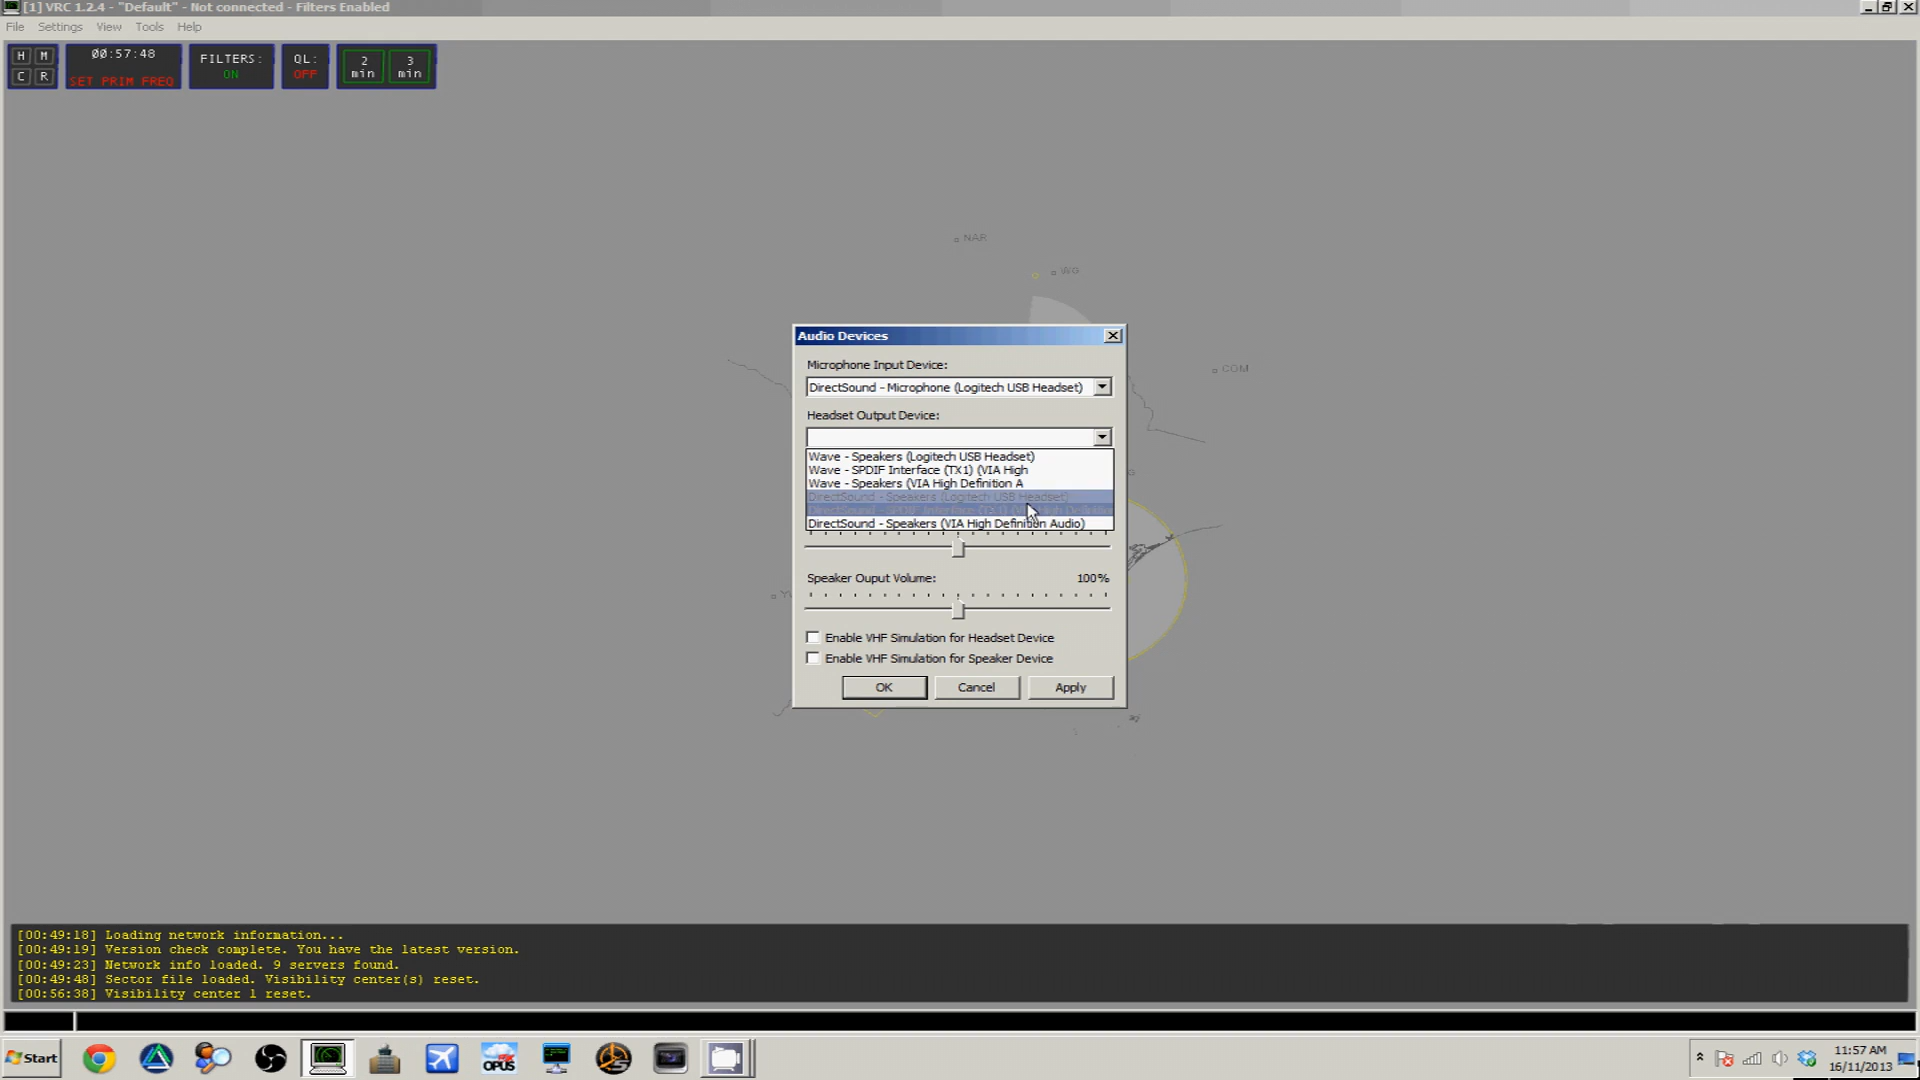 [1] VRC 1.2.4 - "Default" - Not connected - Filters Enabled
File Settings View Tools Help
H M
C R
00:57:48
SET PRIM FREQ
FILTERS:
ON
QL:
OFF
2
min
3
min
NAR
WG
COM
Audio Devices
Microphone Input Device:
DirectSound - Microphone (Logitech USB Headset)
Headset Output Device:
Wave - Speakers (Logitech USB Headset)
Wave - SPDIF Interface (TX1) (VIA High
Wave - Speakers (VIA High Definition A
DirectSound - Speakers (Logitech USB Headset)
DirectSound - SPDIF Interface (TX1) (VIA High Definition
DirectSound - Speakers (VIA High Definition Audio)
Speaker Ouput Volume: 100%
Enable VHF Simulation for Headset Device
Enable VHF Simulation for Speaker Device
OK Cancel Apply
[00:49:18] Loading network information...
[00:49:19] Version check complete. You have the latest version.
[00:49:23] Network info loaded. 9 servers found.
[00:49:48] Sector file loaded. Visibility center(s) reset.
[00:56:38] Visibility center 1 reset.
Start
OPUS
11:57 AM
16/11/2013